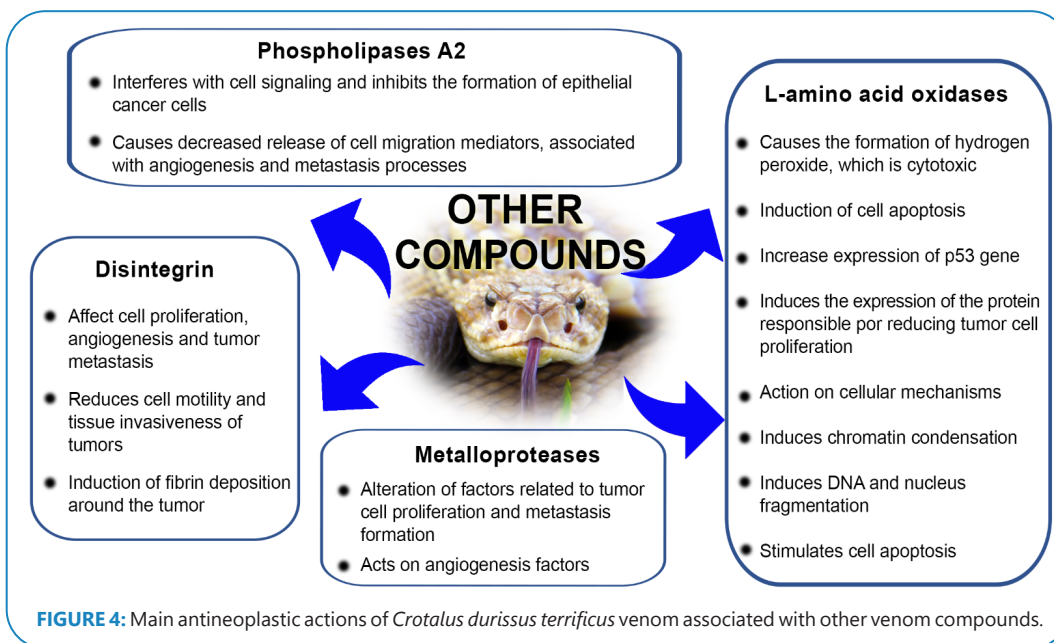 Phospholipases A2
● Interferes with cell signaling and inhibits the formation of epithelial
cancer cells
● Causes decreased release of cell migration mediators, associated
with angiogenesis and metastasis processes
OTHER
COMPOUNDS
L-amino acid oxidases
● Causes the formation of hydrogen
peroxide, which is cytotoxic
● Induction of cell apoptosis
● Increase expression of p53 gene
● Induces the expression of the protein
responsible por reducing tumor cell
proliferation
● Action on cellular mechanisms
● Induces chromatin condensation
● Induces DNA and nucleus
fragmentation
● Stimulates cell apoptosis
Disintegrin
● Affect cell proliferation,
angiogenesis and tumor
metastasis
● Reduces cell motility and
tissue invasiveness of
tumors
● Induction of fibrin deposition
around the tumor
Metalloproteases
● Alteration of factors related to tumor
cell proliferation and metastasis
formation
● Acts on angiogenesis factors
FIGURE 4: Main antineoplastic actions of Crotalus durissus terrificus venom associated with other venom compounds.